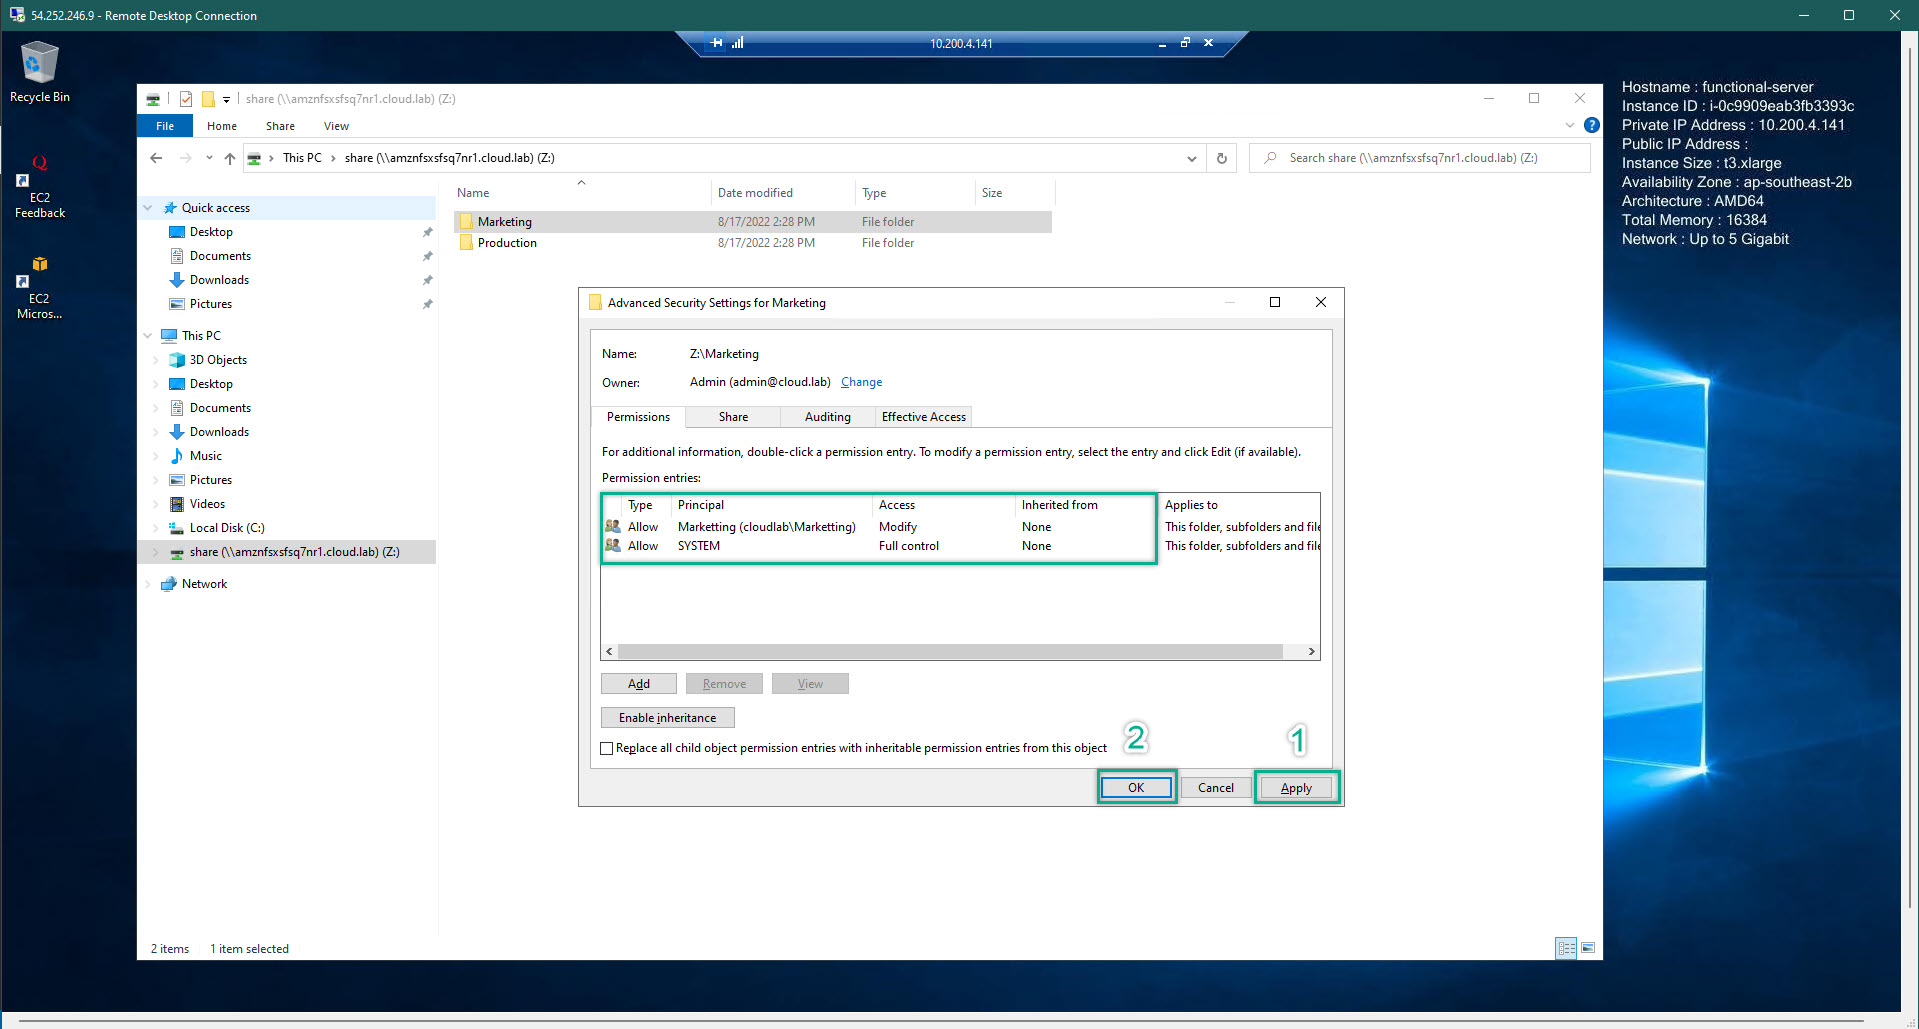 54.252.246.9 - Remote Desktop Connection
10.200.4.141
Recycle Bin
EC2
Feedback
EC2
Micros...
Hostname : functional-server
Instance ID : i-0c9909eab3fb3393c
Private IP Address : 10.200.4.141
Public IP Address :
Instance Size : t3.xlarge
Availability Zone : ap-southeast-2b
Architecture : AMD64
Total Memory : 16384
Network : Up to 5 Gigabit
share (\\amznfsxsfsq7nr1.cloud.lab) (Z:)
File Home Share View
This PC > share (\\amznfsxsfsq7nr1.cloud.lab) (Z:)
Search share (\\amznfsxsfsq7nr1.cloud.lab) (Z:)
Quick access
Desktop
Documents
Downloads
Pictures
This PC
3D Objects
Desktop
Documents
Downloads
Music
Pictures
Videos
Local Disk (C:)
share (\\amznfsxsfsq7nr1.cloud.lab) (Z:)
Network
Name Date modified Type Size
Marketing 8/17/2022 2:28 PM File folder
Production 8/17/2022 2:28 PM File folder
Advanced Security Settings for Marketing
Name: Z:\Marketing
Owner: Admin (admin@cloud.lab) Change
Permissions Share Auditing Effective Access
For additional information, double-click a permission entry. To modify a permission entry, select the entry and click Edit (if available).
Permission entries:
Type Principal Access Inherited from Applies to
Allow Marketting (cloudlab\Marketting) Modify None This folder, subfolders and file
Allow SYSTEM Full control None This folder, subfolders and file
Add Remove View
Enable inheritance
Replace all child object permission entries with inheritable permission entries from this object
2 1
OK Cancel Apply
2 items 1 item selected